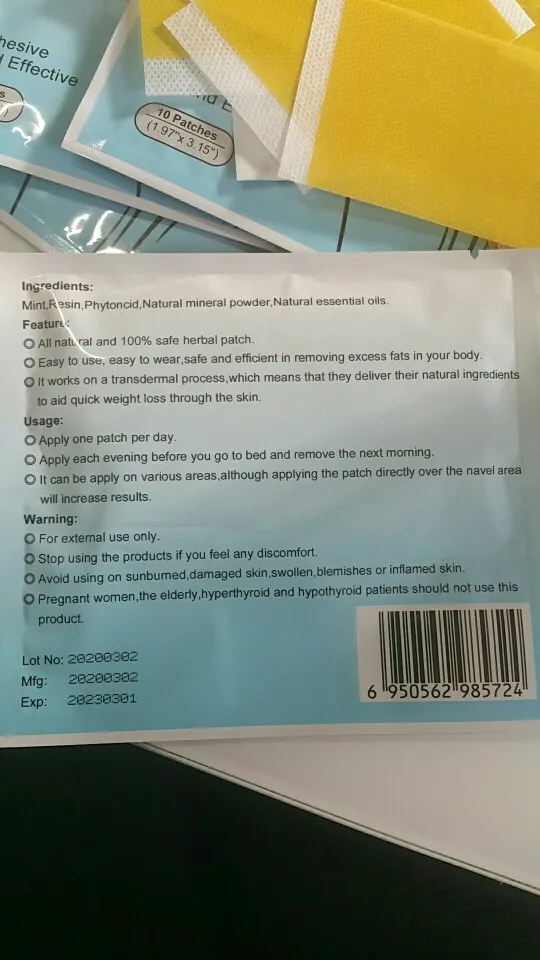 hesive
Effective
10 Patches
(1.97"x 3.15")
Ingredients:
Mint,Resin,Phytoncid,Natural mineral powder,Natural essential oils.
Feature:
All natural and 100% safe herbal patch.
Easy to use, easy to wear,safe and efficient in removing excess fats in your body.
It works on a transdermal process,which means that they deliver their natural ingredients
to aid quick weight loss through the skin.
Usage:
Apply one patch per day.
Apply each evening before you go to bed and remove the next morning.
It can be apply on various areas,although applying the patch directly over the navel area
will increase results.
Warning:
For external use only.
Stop using the products if you feel any discomfort.
Avoid using on sunburned,damaged skin,swollen,blemishes or inflamed skin.
Pregnant women,the elderly,hyperthyroid and hypothyroid patients should not use this
product.
Lot No: 20200302
Mfg: 20200302
Exp: 20230301
6 950562 985724